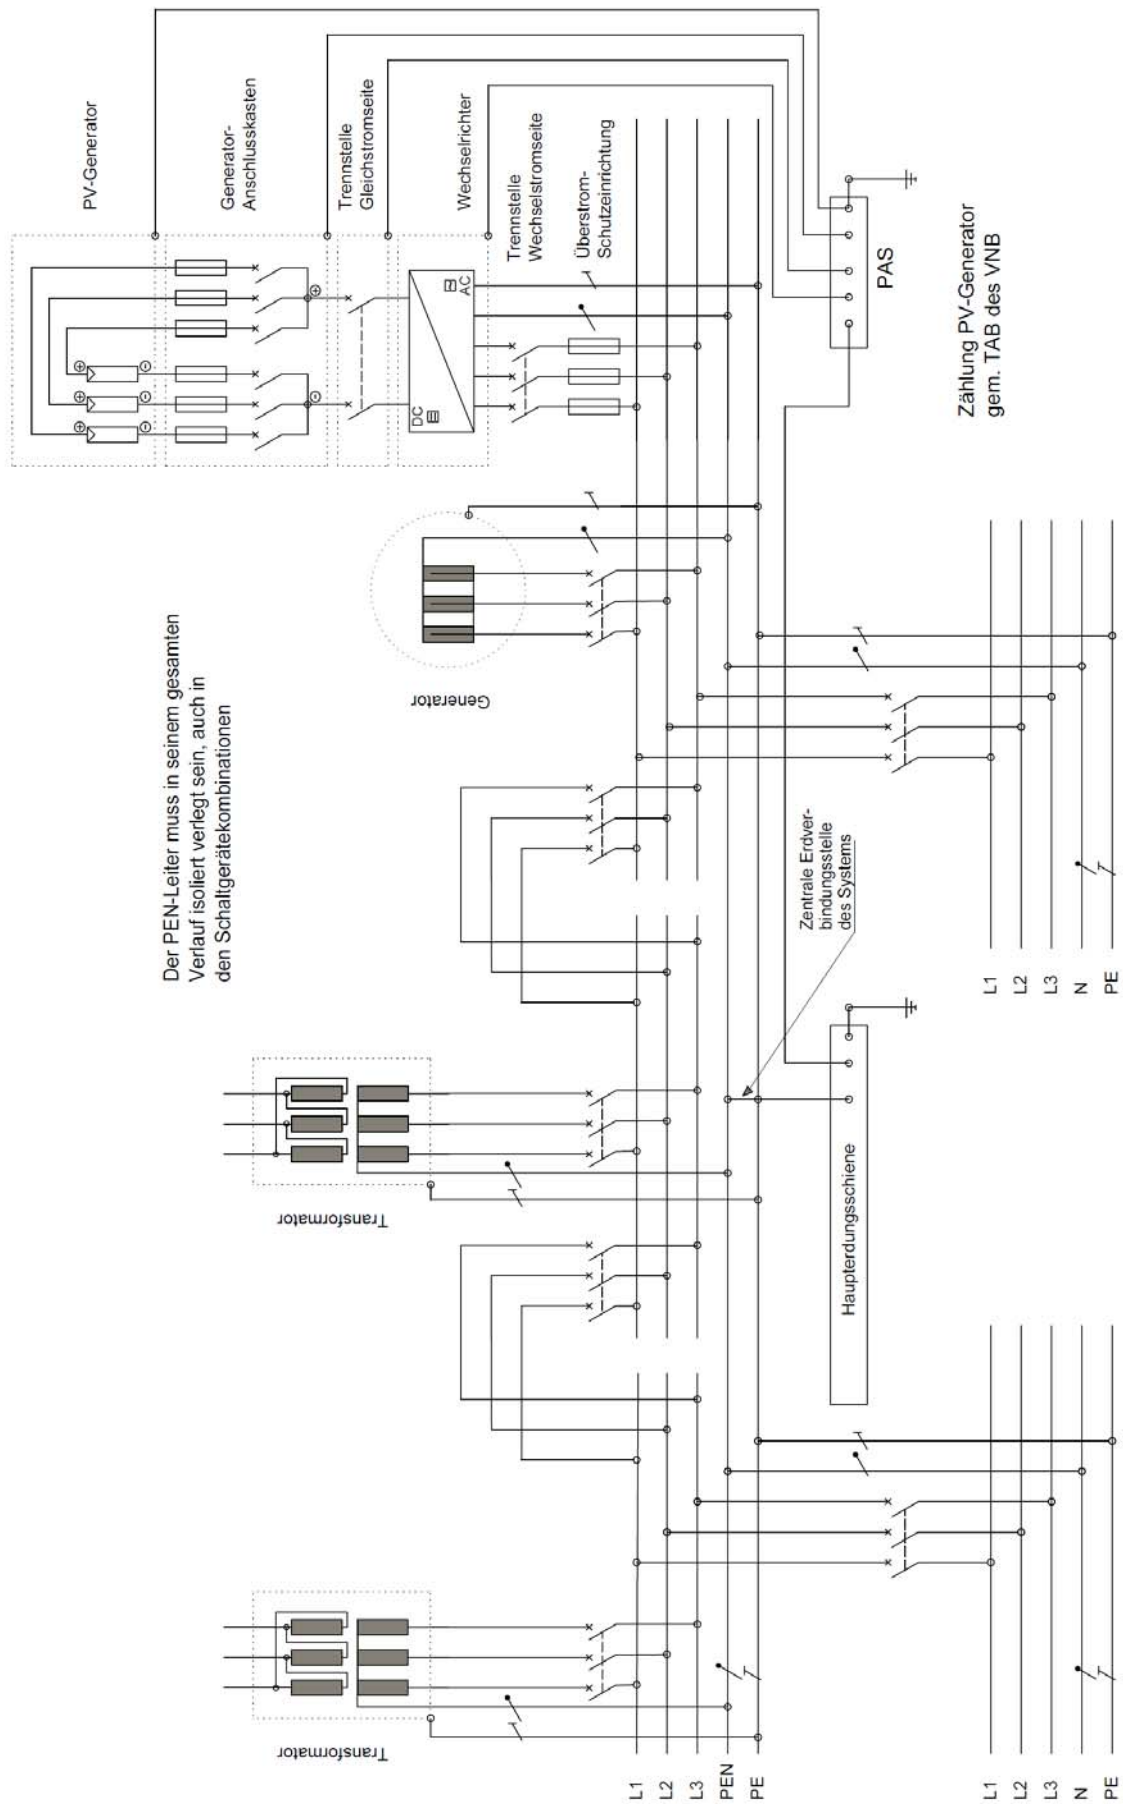 PV-Generator
Generator-
Anschlusskasten
Trennstelle
Gleichstromseite
Wechselrichter
Trennstelle
Wechselstromseite
Überstrom-
Schutzeinrichtung
DC
AC
Generator
Der PEN-Leiter muss in seinem gesamten
Verlauf isoliert verlegt sein, auch in
den Schaltgerätekombinationen
PAS
Zählung PV-Generator
gem. TAB des VNB
Zentrale Erdver-
bindungsstelle
des Systems
L1
L2
L3
N
PE
Transformator
Haupterdungsschiene
Transformator
L1
L2
L3
PEN
PE
L1
L2
L3
N
PE